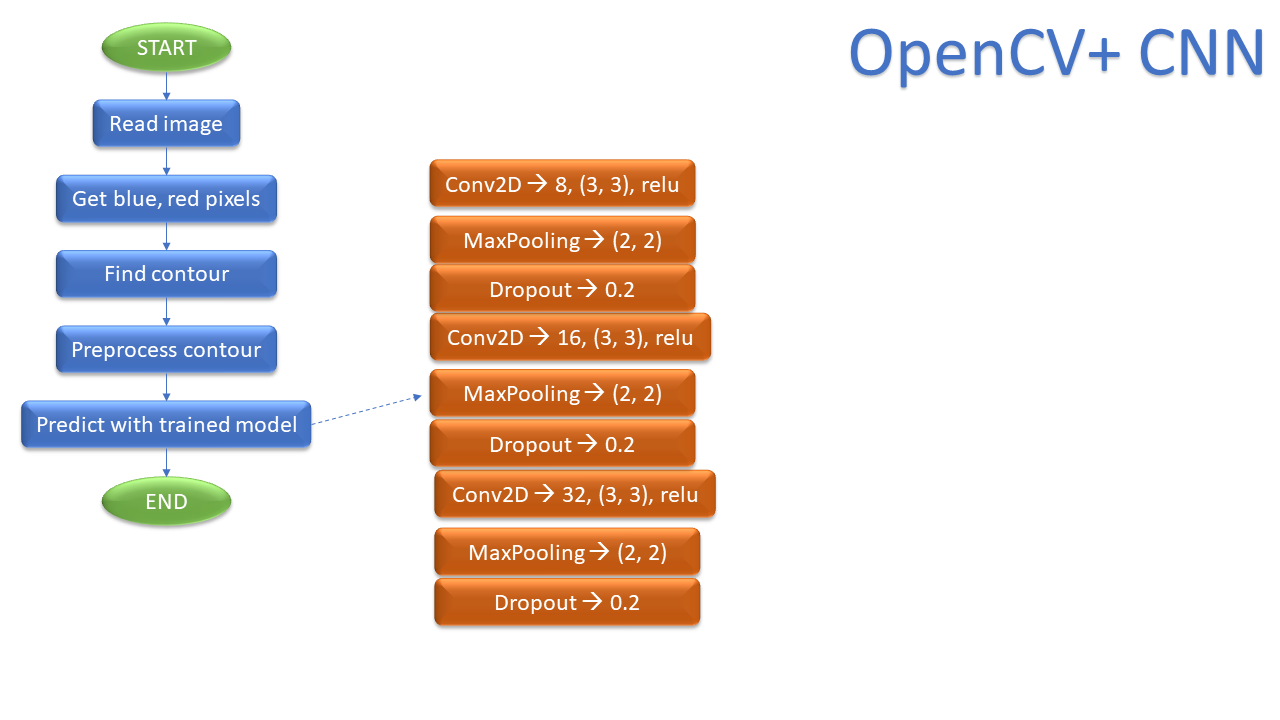 OpenCV+ CNN
START
Read image
Get blue, red pixels
Find contour
Preprocess contour
Predict with trained model
END
Conv2D → 8, (3, 3), relu
MaxPooling → (2, 2)
Dropout → 0.2
Conv2D → 16, (3, 3), relu
MaxPooling → (2, 2)
Dropout → 0.2
Conv2D → 32, (3, 3), relu
MaxPooling → (2, 2)
Dropout → 0.2